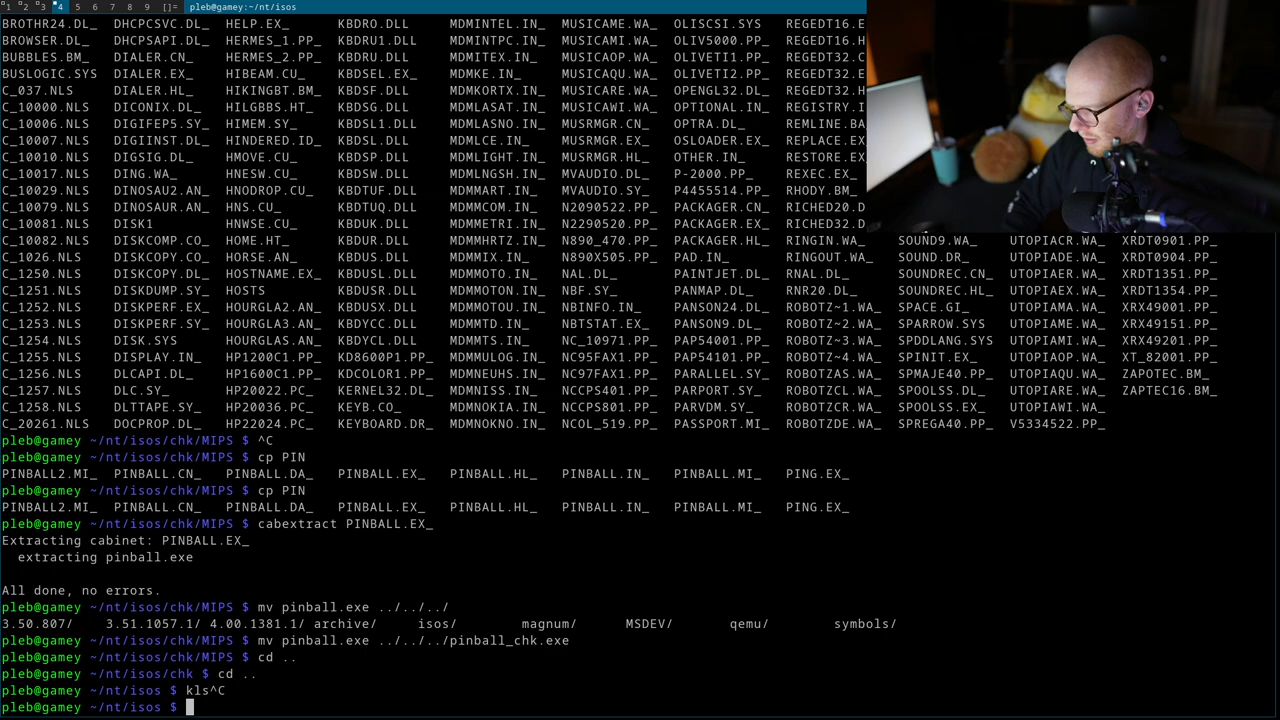 1 2 3 4 5 6 7 8 9 []= pleb@gamey:~/nt/isos
BROTHR24.DL_ DHCPCSVC.DL_ HELP.EX_ KBDRO.DLL MDMINTEL.IN_ MUSICAME.WA_ OLISCSI.SYS REGEDT16.E
BROWSER.DL_ DHCPSAPI.DL_ HERMES_1.PP_ KBDRU1.DLL MDMINTPC.IN_ MUSICAMI.WA_ OLIV5000.PP_ REGEDT16.H
BUBBLES.BM_ DIALER.CN_ HERMES_2.PP_ KBDRU.DLL MDMITEX.IN_ MUSICAOP.WA_ OLIVETI1.PP_ REGEDT32.C
BUSLOGIC.SYS DIALER.EX_ HIBEAM.CU_ KBDSEL.EX_ MDMKE.IN_ MUSICAQU.WA_ OLIVETI2.PP_ REGEDT32.E
C_037.NLS DIALER.HL_ HIKINGBT.BM_ KBDSF.DLL MDMKORTX.IN_ MUSICARE.WA_ OPENGL32.DL_ REGEDT32.H
C_10000.NLS DICONIX.DL_ HILGBBS.HT_ KBDSG.DLL MDMLASAT.IN_ MUSICAWI.WA_ OPTIONAL.IN_ REGISTRY.I
C_10006.NLS DIGIFEP5.SY_ HIMEM.SY_ KBDSL1.DLL MDMLASNO.IN_ MUSRMGR.CN_ OPTRA.DL_ REMLINE.BA
C_10007.NLS DIGIINST.DL_ HINDERED.ID_ KBDSL.DLL MDMLCE.IN_ MUSRMGR.EX_ OSLOADER.EX_ REPLACE.EX
C_10010.NLS DIGSIG.DL_ HMOVE.CU_ KBDSP.DLL MDMLIGHT.IN_ MUSRMGR.HL_ OTHER.IN_ RESTORE.EX
C_10017.NLS DING.WA_ HNESW.CU_ KBDSW.DLL MDMLNGSH.IN_ MVAUDIO.DL_ P-2000.PP_ REXEC.EX_
C_10029.NLS DINOSAU2.AN_ HNODROP.CU_ KBDTUF.DLL MDMMART.IN_ MVAUDIO.SY_ P4455514.PP_ RHODY.BM_
C_10079.NLS DINOSAUR.AN_ HNS.CU_ KBDTUQ.DLL MDMMCOM.IN_ N2090522.PP_ PACKAGER.CN_ RICHED20.D
C_10081.NLS DISK1 HNWSE.CU_ KBDUK.DLL MDMMETRI.IN_ N2290520.PP_ PACKAGER.EX_ RICHED32.D
C_10082.NLS DISKCOMP.CO_ HOME.HT_ KBDUR.DLL MDMMHRTZ.IN_ N890_470.PP_ PACKAGER.HL_ RINGIN.WA_ SOUND9.WA_ UTOPIACR.WA_ XRDT0901.PP_
C_1026.NLS DISKCOPY.CO_ HORSE.AN_ KBDUS.DLL MDMMIX.IN_ N890X505.PP_ PAD.IN_ RINGOUT.WA_ SOUND.DR_ UTOPIADE.WA_ XRDT0904.PP_
C_1250.NLS DISKCOPY.DL_ HOSTNAME.EX_ KBDUSL.DLL MDMMOTO.IN_ NAL.DL_ PAINTJET.DL_ RNAL.DL_ SOUNDREC.CN_ UTOPIAER.WA_ XRDT1351.PP_
C_1251.NLS DISKDUMP.SY_ HOSTS KBDUSR.DLL MDMMOTOL.IN_ NBF.SY_ PANMAP.DL_ RNR20.DL_ SOUNDREC.HL_ UTOPIAEX.WA_ XRDT1354.PP_
C_1252.NLS DISKPERF.EX_ HOURGLA2.AN_ KBDUSX.DLL MDMMOTOU.IN_ NBINFO.IN_ PANSON24.DL_ ROBOTZ~1.WA_ SPACE.GI_ UTOPIAMA.WA_ XRX49001.PP_
C_1253.NLS DISKPERF.SY_ HOURGLA3.AN_ KBDYCC.DLL MDMMTD.IN_ NBTSTAT.EX_ PANSON9.DL_ ROBOTZ~2.WA_ SPARROW.SYS UTOPIAME.WA_ XRX49151.PP_
C_1254.NLS DISK.SYS HOURGLAS.AN_ KBDYCL.DLL MDMMTS.IN_ NC_10971.PP_ PAP54001.PP_ ROBOTZ~3.WA_ SPDDLANG.SYS UTOPIAMI.WA_ XRX49201.PP_
C_1255.NLS DISPLAY.IN_ HP1200C1.PP_ KD8600P1.PP_ MDMMULOG.IN_ NC95FAX1.PP_ PAP54101.PP_ ROBOTZ~4.WA_ SPINIT.EX_ UTOPIAOP.WA_ XT_82001.PP_
C_1256.NLS DLCAPI.DL_ HP1600C1.PP_ KDCOLOR1.PP_ MDMNEUHS.IN_ NC97FAX1.PP_ PARALLEL.SY_ ROBOTZAS.WA_ SPMAJE40.PP_ UTOPIAQU.WA_ ZAPOTEC.BM_
C_1257.NLS DLC.SY_ HP20022.PC_ KERNEL32.DL_ MDMNISS.IN_ NCCPS401.PP_ PARPORT.SY_ ROBOTZCL.WA_ SPOOLSS.DL_ UTOPIARE.WA_ ZAPTEC16.BM_
C_1258.NLS DLTTAPE.SY_ HP20036.PC_ KEYB.CO_ MDMNOKIA.IN_ NCCPS801.PP_ PARVDM.SY_ ROBOTZCR.WA_ SPOOLSS.EX_ UTOPIAWI.WA_
C_20261.NLS DOCPROP.DL_ HP22024.PC_ KEYBOARD.DR_ MDMNOKNO.IN_ NCOL_519.PP_ PASSPORT.MI_ ROBOTZDE.WA_ SPREGA40.PP_ V5334522.PP_
pleb@gamey ~/nt/isos/chk/MIPS $ ^C
pleb@gamey ~/nt/isos/chk/MIPS $ cp PIN
PINBALL2.MI_ PINBALL.CN_ PINBALL.DA_ PINBALL.EX_ PINBALL.HL_ PINBALL.IN_ PINBALL.MI_ PING.EX_
pleb@gamey ~/nt/isos/chk/MIPS $ cp PIN
PINBALL2.MI_ PINBALL.CN_ PINBALL.DA_ PINBALL.EX_ PINBALL.HL_ PINBALL.IN_ PINBALL.MI_ PING.EX_
pleb@gamey ~/nt/isos/chk/MIPS $ cabextract PINBALL.EX_
Extracting cabinet: PINBALL.EX_
extracting pinball.exe
All done, no errors.
pleb@gamey ~/nt/isos/chk/MIPS $ mv pinball.exe ../../../
3.50.807/ 3.51.1057.1/ 4.00.1381.1/ archive/ isos/ magnum/ MSDEV/ qemu/ symbols/
pleb@gamey ~/nt/isos/chk/MIPS $ mv pinball.exe ../../../pinball_chk.exe
pleb@gamey ~/nt/isos/chk/MIPS $ cd ..
pleb@gamey ~/nt/isos/chk $ cd ..
pleb@gamey ~/nt/isos $ kls^C
pleb@gamey ~/nt/isos $